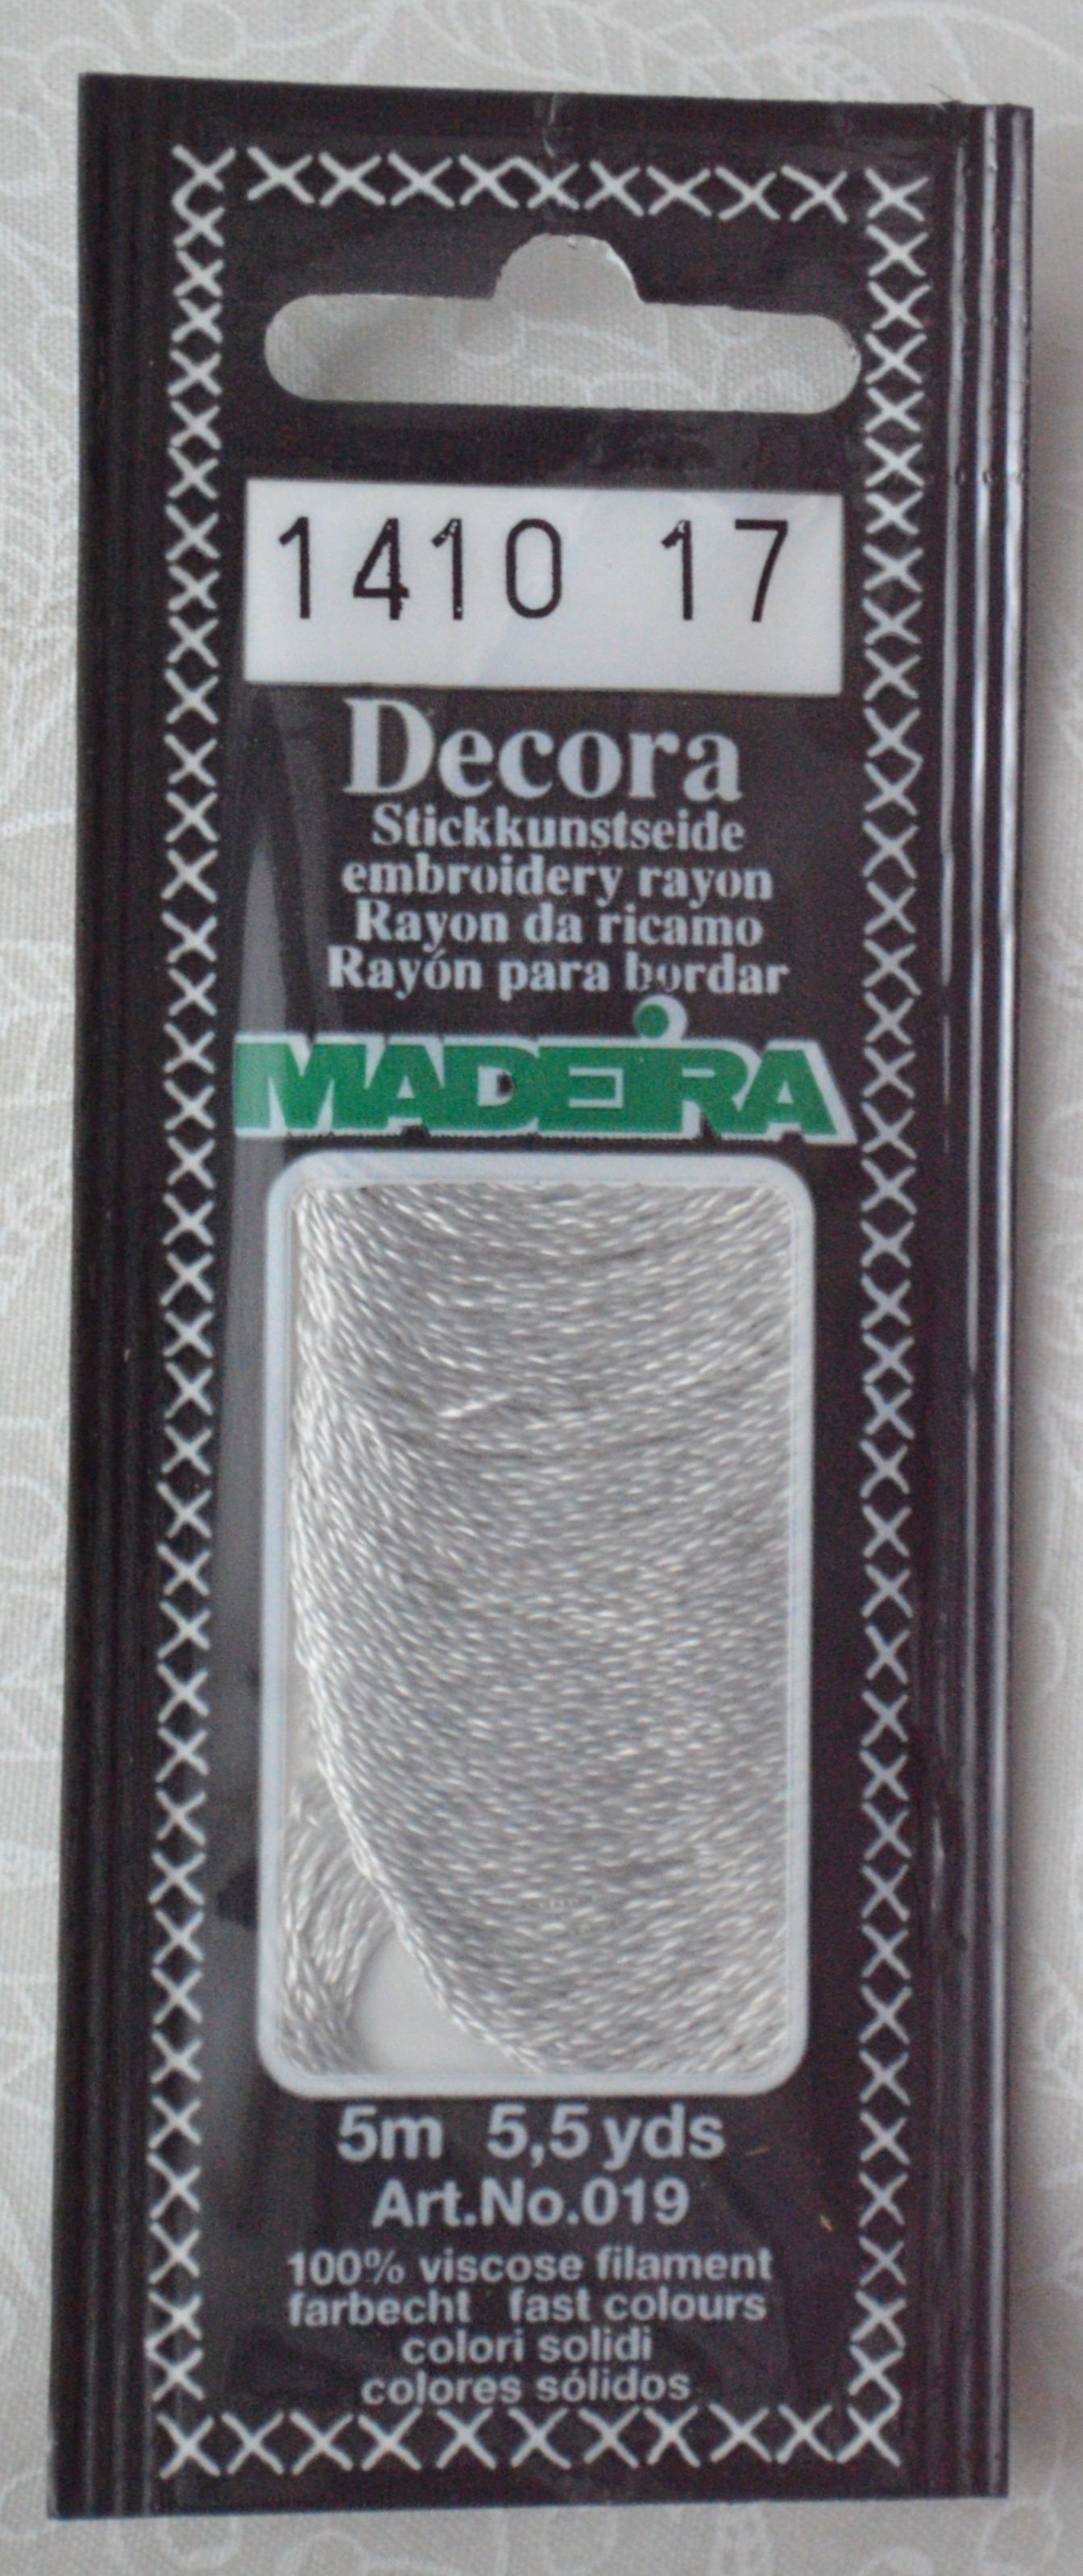 1410 17
Decora
Stickkunstseide
embroidery rayon
Rayon da ricamo
Rayón para bordar
MADEIRA
5m 5,5 yds
Art.No.019
100% viscose filament
farbecht fast colours
colori solidi
colores sólidos